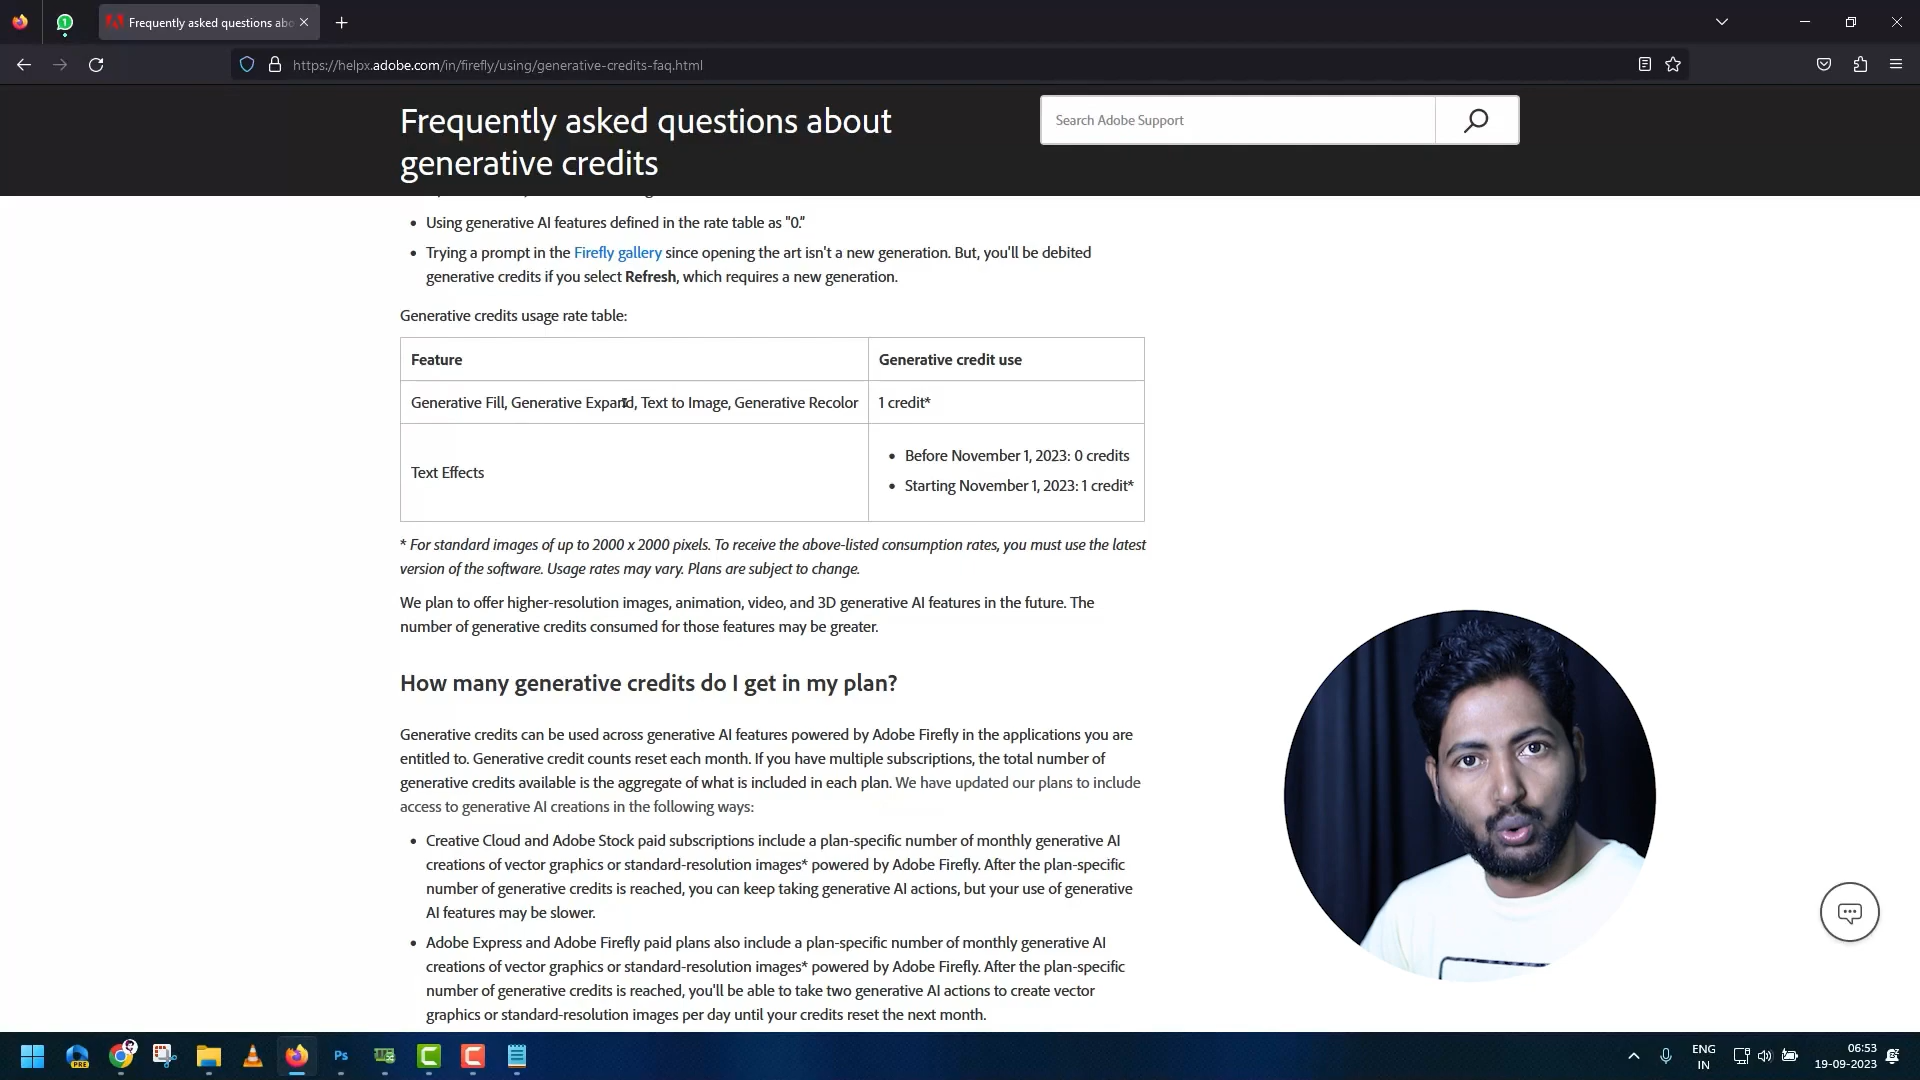 Frequently asked questions abo
https://helpx.adobe.com/in/firefly/using/generative-credits-faq.html
Frequently asked questions about
generative credits
Search Adobe Support
• Using generative AI features defined in the rate table as "0."
• Trying a prompt in the Firefly gallery since opening the art isn't a new generation. But, you'll be debited
generative credits if you select Refresh, which requires a new generation.
Generative credits usage rate table:
Feature
Generative credit use
Generative Fill, Generative Expand, Text to Image, Generative Recolor
1 credit*
Text Effects
• Before November 1, 2023: 0 credits
• Starting November 1, 2023: 1 credit*
* For standard images of up to 2000 x 2000 pixels. To receive the above-listed consumption rates, you must use the latest
version of the software. Usage rates may vary. Plans are subject to change.
We plan to offer higher-resolution images, animation, video, and 3D generative AI features in the future. The
number of generative credits consumed for those features may be greater.
How many generative credits do I get in my plan?
Generative credits can be used across generative AI features powered by Adobe Firefly in the applications you are
entitled to. Generative credit counts reset each month. If you have multiple subscriptions, the total number of
generative credits available is the aggregate of what is included in each plan. We have updated our plans to include
access to generative AI creations in the following ways:
• Creative Cloud and Adobe Stock paid subscriptions include a plan-specific number of monthly generative AI
creations of vector graphics or standard-resolution images* powered by Adobe Firefly. After the plan-specific
number of generative credits is reached, you can keep taking generative AI actions, but your use of generative
AI features may be slower.
• Adobe Express and Adobe Firefly paid plans also include a plan-specific number of monthly generative AI
creations of vector graphics or standard-resolution images* powered by Adobe Firefly. After the plan-specific
number of generative credits is reached, you'll be able to take two generative AI actions to create vector
graphics or standard-resolution images per day until your credits reset the next month.
PRE
Ps
ENG
IN
06:53
19-09-2023